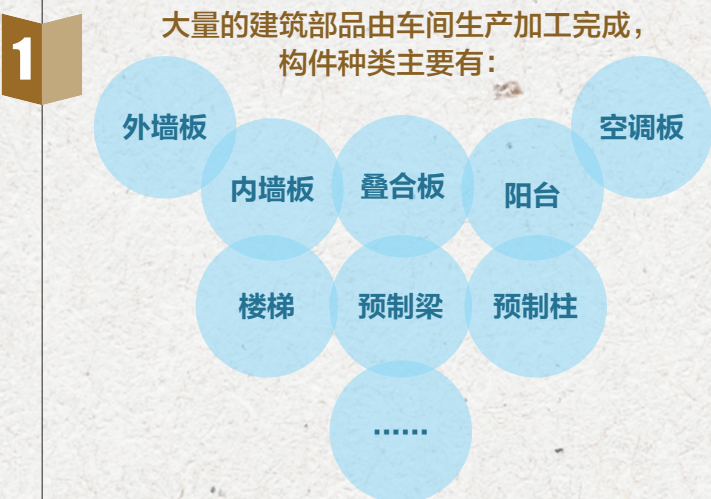 1
大量的建筑部品由车间生产加工完成，
构件种类主要有：
外墙板
空调板
内墙板
叠合板
阳台
楼梯
预制梁
预制柱
······